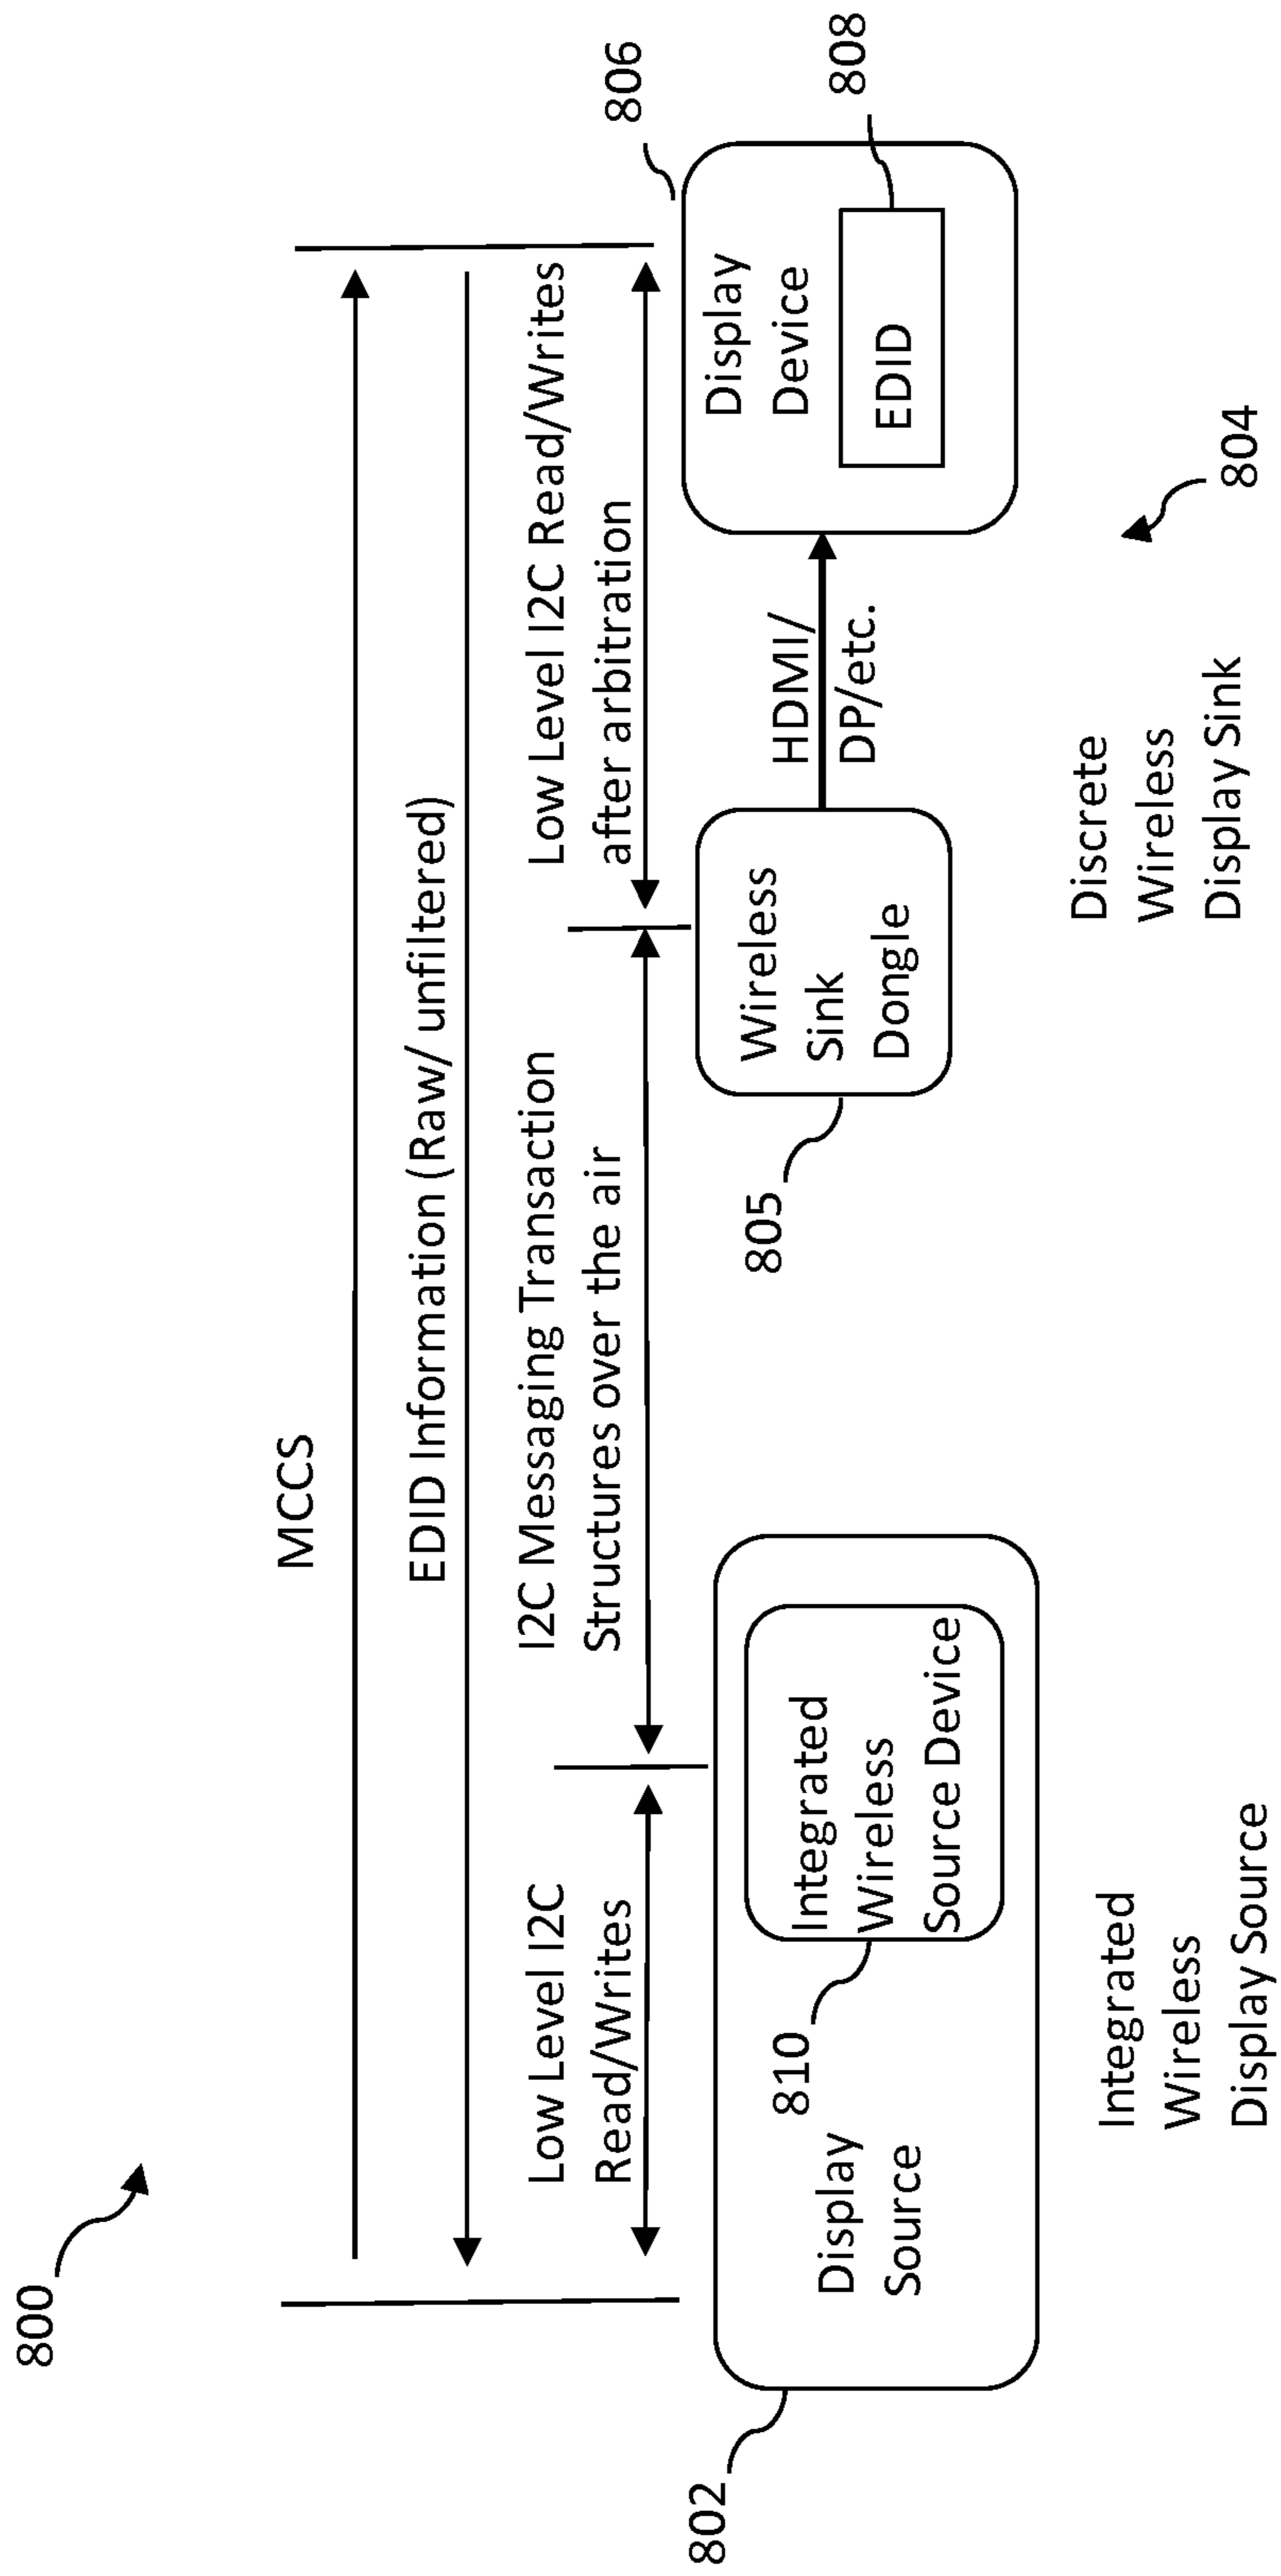 800
MCCS
EDID Information (Raw/ unfiltered)
Low Level I2C
Read/Writes
I2C Messaging Transaction
Structures over the air
Low Level I2C Read/Writes
after arbitration
806
802
Display
Source
810
Integrated
Wireless
Source Device
805
Wireless
Sink
Dongle
HDMI/
DP/etc.
Display
Device
EDID
808
Integrated
Wireless
Display Source
Discrete
Wireless
Display Sink
804